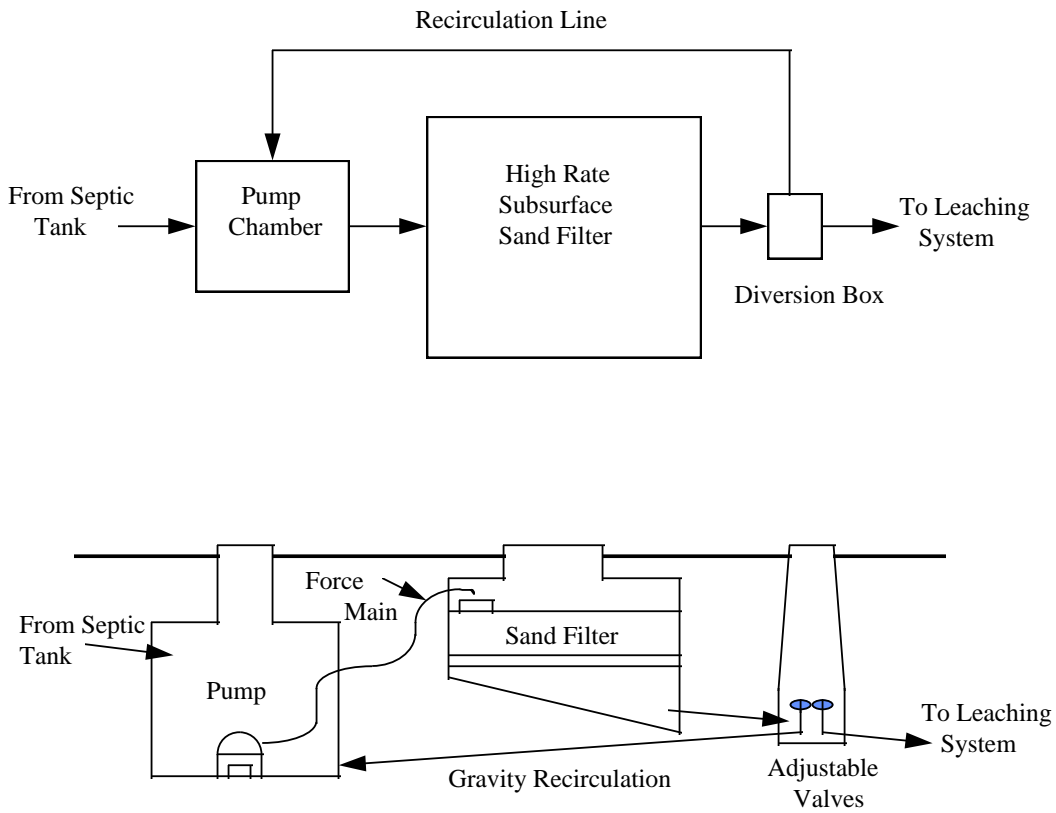 Recirculation Line
From Septic
Tank
Pump
Chamber
High Rate
Subsurface
Sand Filter
To Leaching
System
Diversion Box
Force
Main
From Septic
Tank
Sand Filter
Pump
To Leaching
System
Gravity Recirculation
Adjustable
Valves